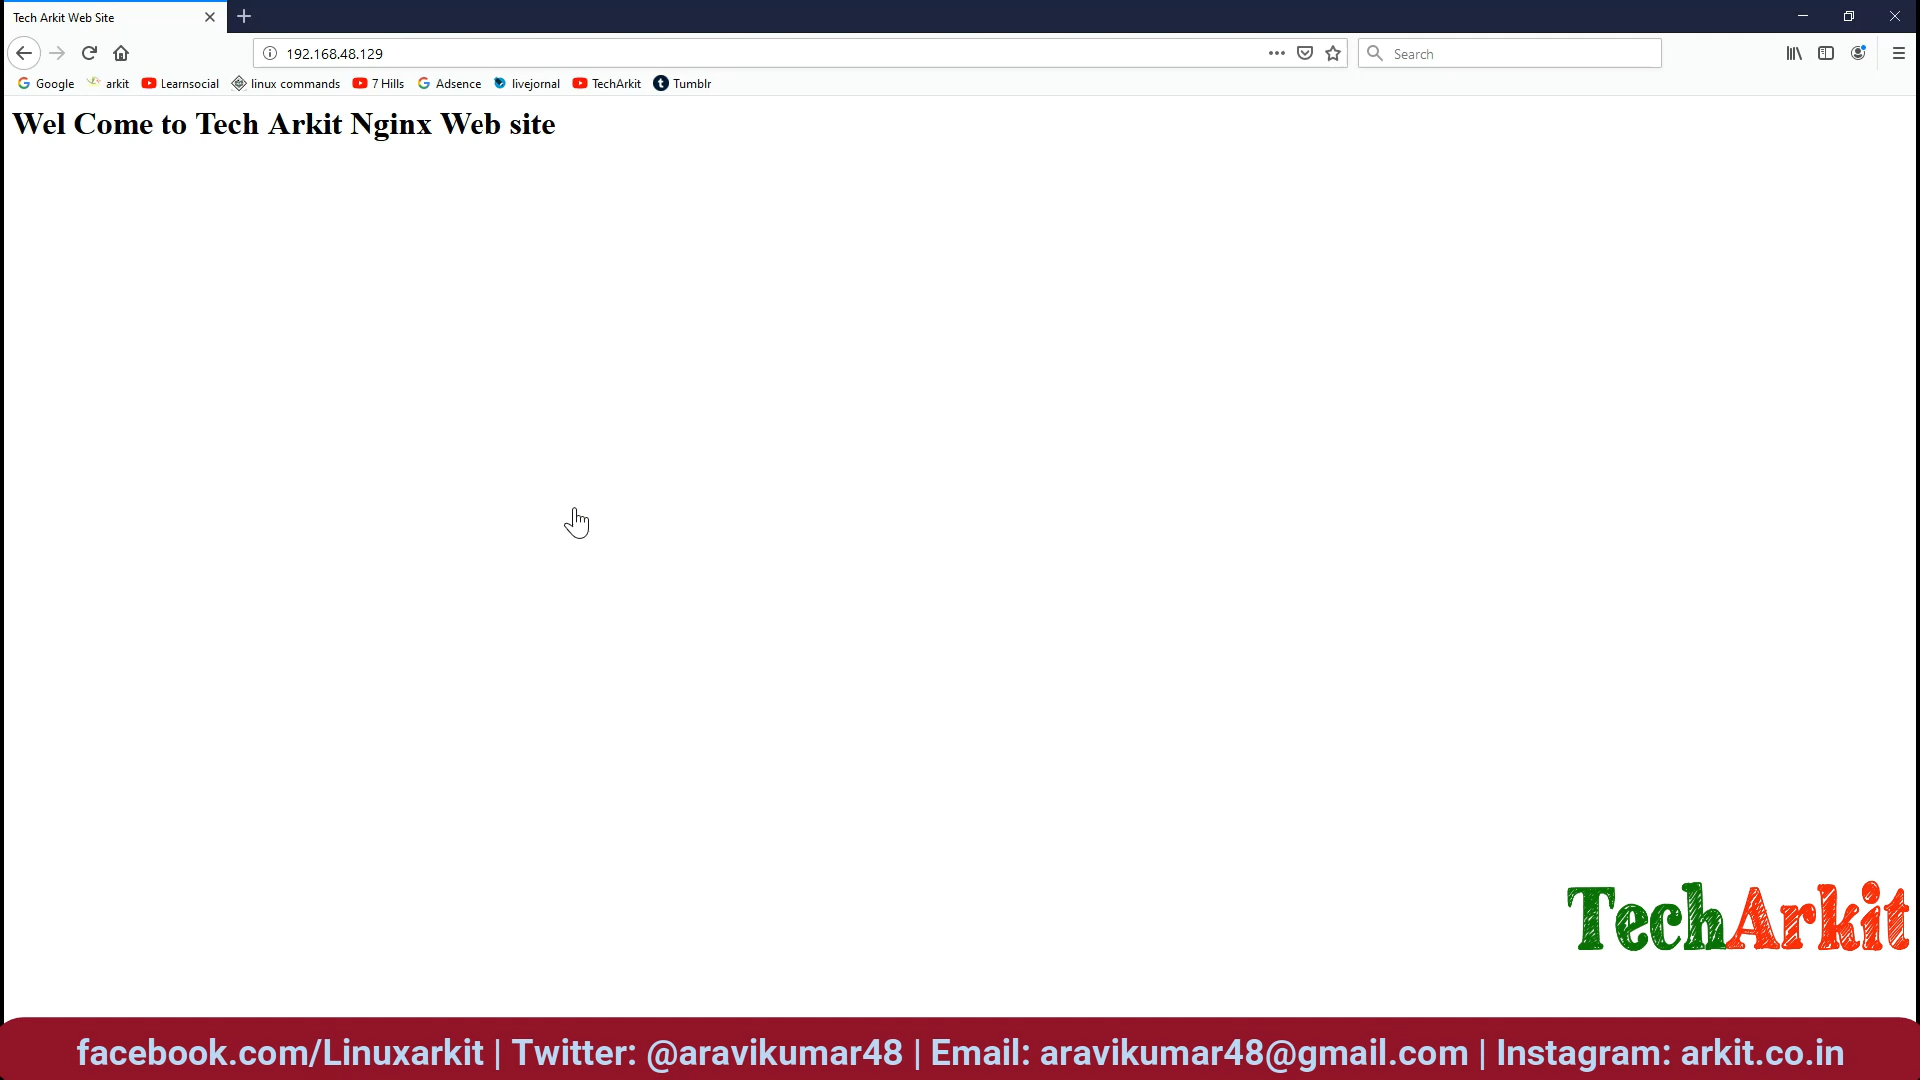 Tech Arkit Web Site
192.168.48.129
Search
Google arkit Learnsocial linux commands 7 Hills Adsence livejornal TechArkit Tumblr
Wel Come to Tech Arkit Nginx Web site
TechArkit
facebook.com/Linuxarkit | Twitter: @aravikumar48 | Email: aravikumar48@gmail.com | Instagram: arkit.co.in